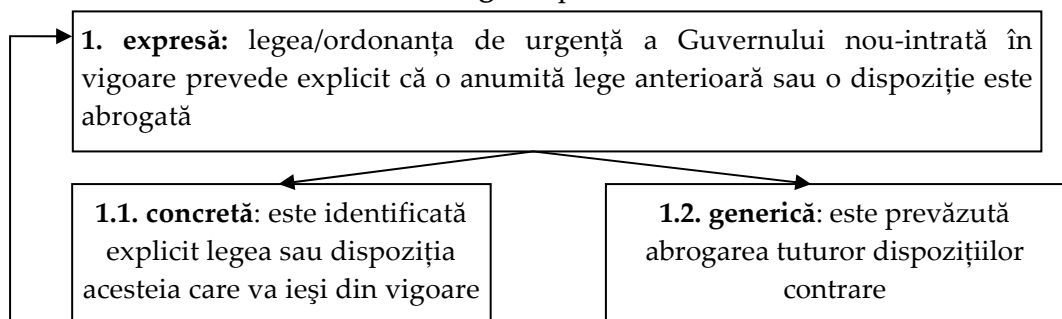 1. expresă: legea/ordonanța de urgență a Guvernului nou-intrată în
vigoare prevede explicit că o anumită lege anterioară sau o dispoziție este
abrogată
1.1. concretă: este identificată
explicit legea sau dispoziția
acesteia care va ieşi din vigoare
1.2. generică: este prevăzută
abrogarea tuturor dispozițiilor
contrare